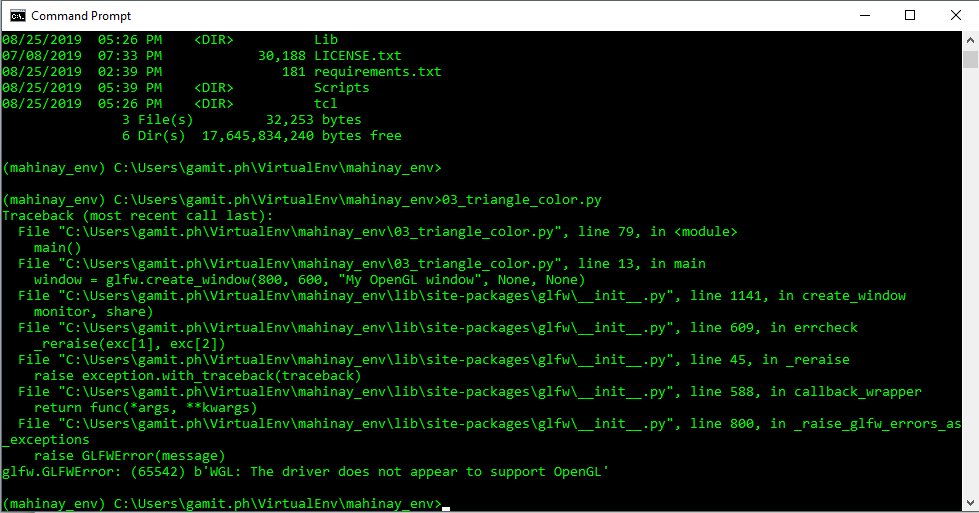 Command Prompt
08/25/2019  05:26 PM    <DIR>          Lib
07/08/2019  07:33 PM            30,188 LICENSE.txt
08/25/2019  02:39 PM               181 requirements.txt
08/25/2019  05:39 PM    <DIR>          Scripts
08/25/2019  05:26 PM    <DIR>          tcl
               3 File(s)         32,253 bytes
               6 Dir(s)  17,645,834,240 bytes free
(mahinay_env) C:\Users\gamit.ph\VirtualEnv\mahinay_env>
(mahinay_env) C:\Users\gamit.ph\VirtualEnv\mahinay_env>03_triangle_color.py
Traceback (most recent call last):
  File "C:\Users\gamit.ph\VirtualEnv\mahinay_env\03_triangle_color.py", line 79, in <module>
    main()
  File "C:\Users\gamit.ph\VirtualEnv\mahinay_env\03_triangle_color.py", line 13, in main
    window = glfw.create_window(800, 600, "My OpenGL window", None, None)
  File "C:\Users\gamit.ph\VirtualEnv\mahinay_env\lib\site-packages\glfw\__init__.py", line 1141, in create_window
    monitor, share)
  File "C:\Users\gamit.ph\VirtualEnv\mahinay_env\lib\site-packages\glfw\__init__.py", line 609, in errcheck
    _reraise(exc[1], exc[2])
  File "C:\Users\gamit.ph\VirtualEnv\mahinay_env\lib\site-packages\glfw\__init__.py", line 45, in _reraise
    raise exception.with_traceback(traceback)
  File "C:\Users\gamit.ph\VirtualEnv\mahinay_env\lib\site-packages\glfw\__init__.py", line 588, in callback_wrapper
    return func(*args, **kwargs)
  File "C:\Users\gamit.ph\VirtualEnv\mahinay_env\lib\site-packages\glfw\__init__.py", line 800, in _raise_glfw_errors_as
_exceptions
    raise GLFWError(message)
glfw.GLFWError: (65542) b'WGL: The driver does not appear to support OpenGL'
(mahinay_env) C:\Users\gamit.ph\VirtualEnv\mahinay_env>